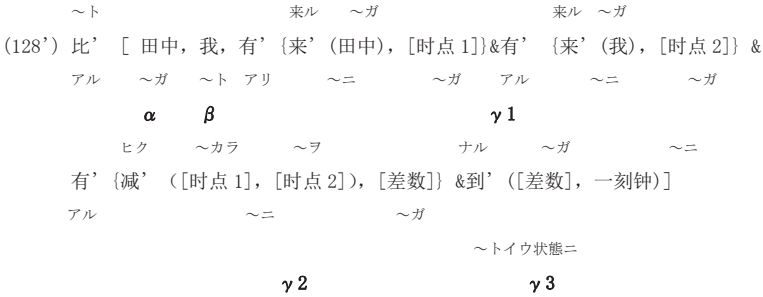 ～ト 来ル ～ガ 来ル ～ガ
(128') 比' [ 田中，我，有' {来' (田中)，[时点 1]}&有' {来' (我)，[时点 2]} &
アル ～ガ ～ト アリ ～ニ ～ガ アル ～ニ ～ガ
α β γ1
ヒク ～カラ ～ヲ ナル ～ガ ～ニ
有' {减' （[时点 1]，[时点 2])，[差数]} &到' ([差数]，一刻钟)]
アル ～ニ ～ガ
～トイウ状態ニ
γ2 γ3